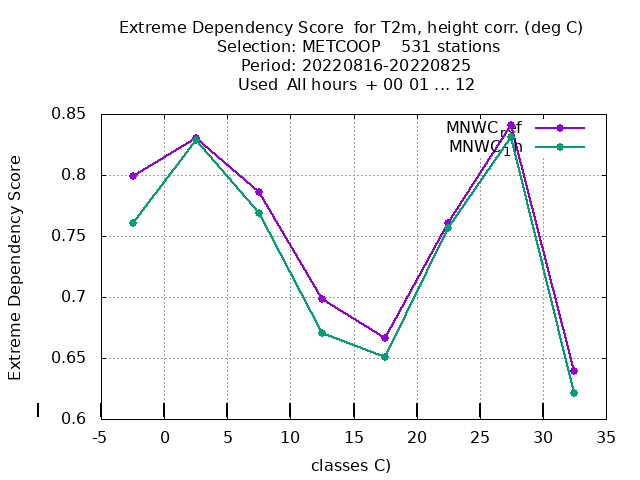 Extreme Dependency Score for T2m, height corr. (deg C)
Selection: METCOOP 531 stations
Period: 20220816-20220825
Used All hours + 00 01 ... 12
0.85
0.8
0.75
0.7
0.65
0.6
Extreme Dependency Score
-5 0 5 10 15 20 25 30 35
classes C)